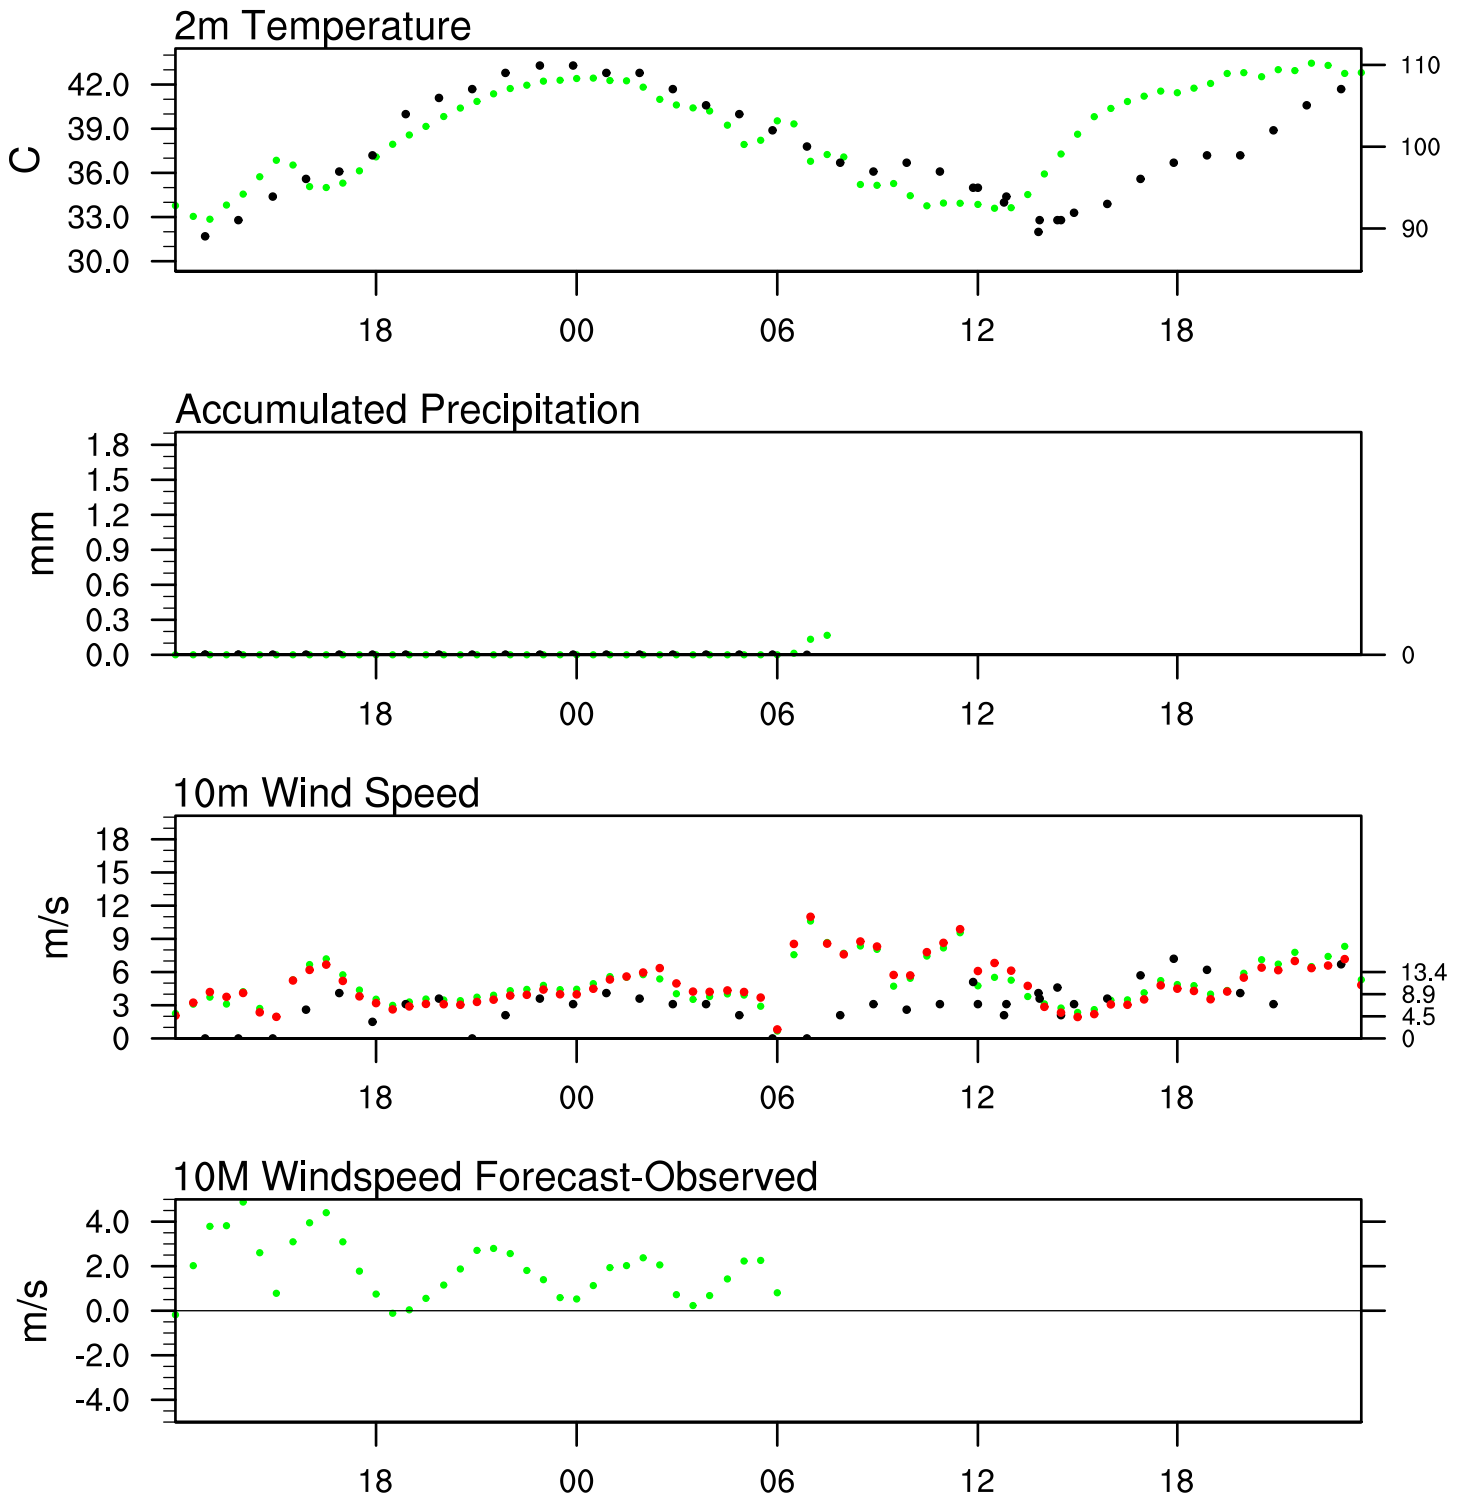 2m Temperature
C
42.0
39.0
36.0
33.0
30.0
110
100
90
18 00 06 12 18
Accumulated Precipitation
mm
1.8
1.5
1.2
0.9
0.6
0.3
0.0
0
18 00 06 12 18
10m Wind Speed
m/s
18
15
12
9
6
3
0
13.4
8.9
4.5
0
18 00 06 12 18
10M Windspeed Forecast-Observed
m/s
4.0
2.0
0.0
-2.0
-4.0
18 00 06 12 18